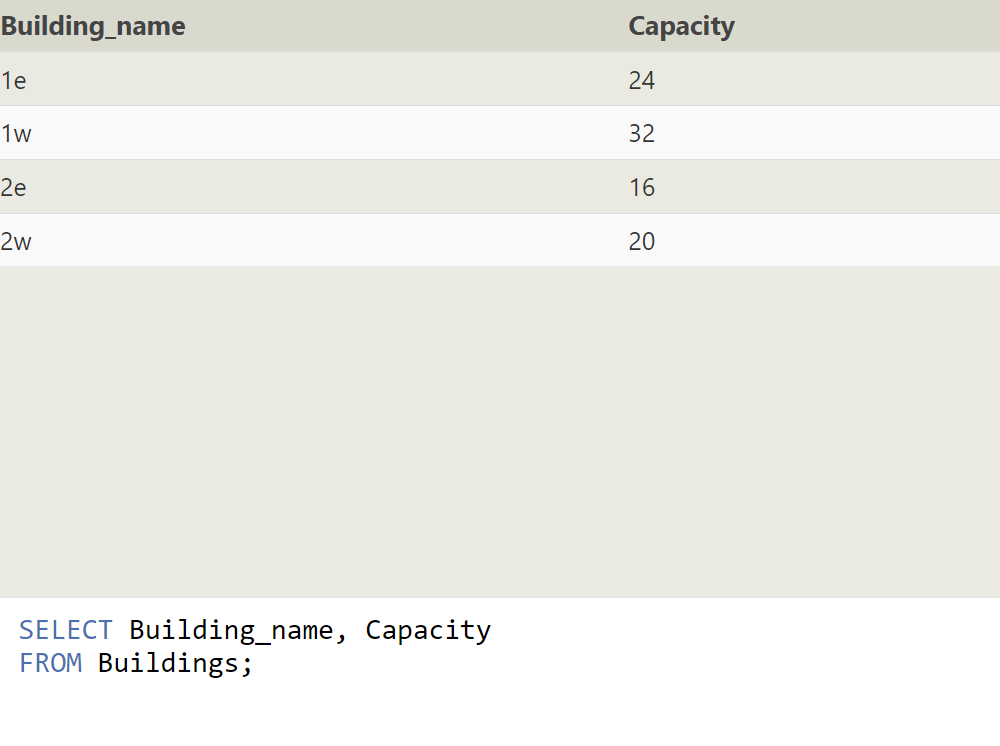 Building_name Capacity
1e 24
1w 32
2e 16
2w 20
SELECT Building_name, Capacity
FROM Buildings;